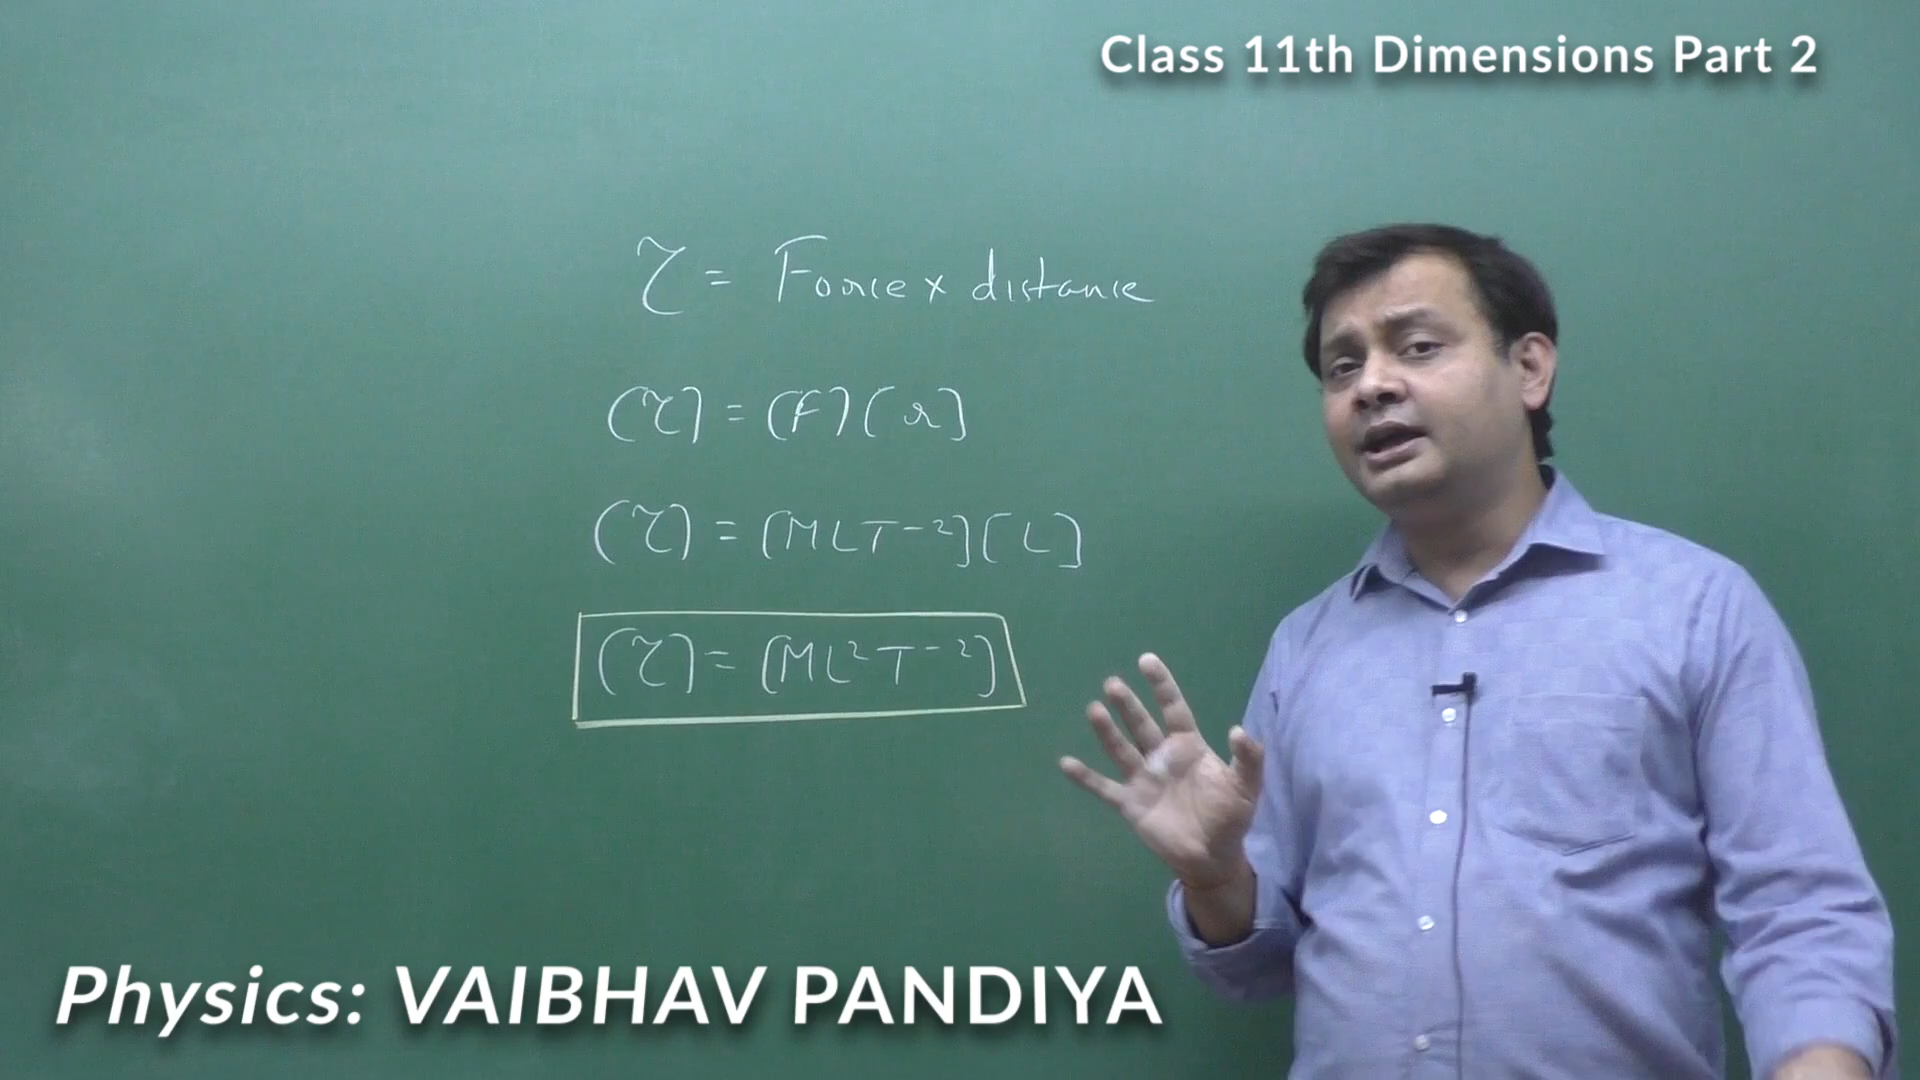 Class 11th Dimensions Part 2
τ = Force × distance
[τ] = [F] [r]
[τ] = [MLT⁻²] [L]
[τ] = [ML²T⁻²]
Physics: VAIBHAV PANDIYA